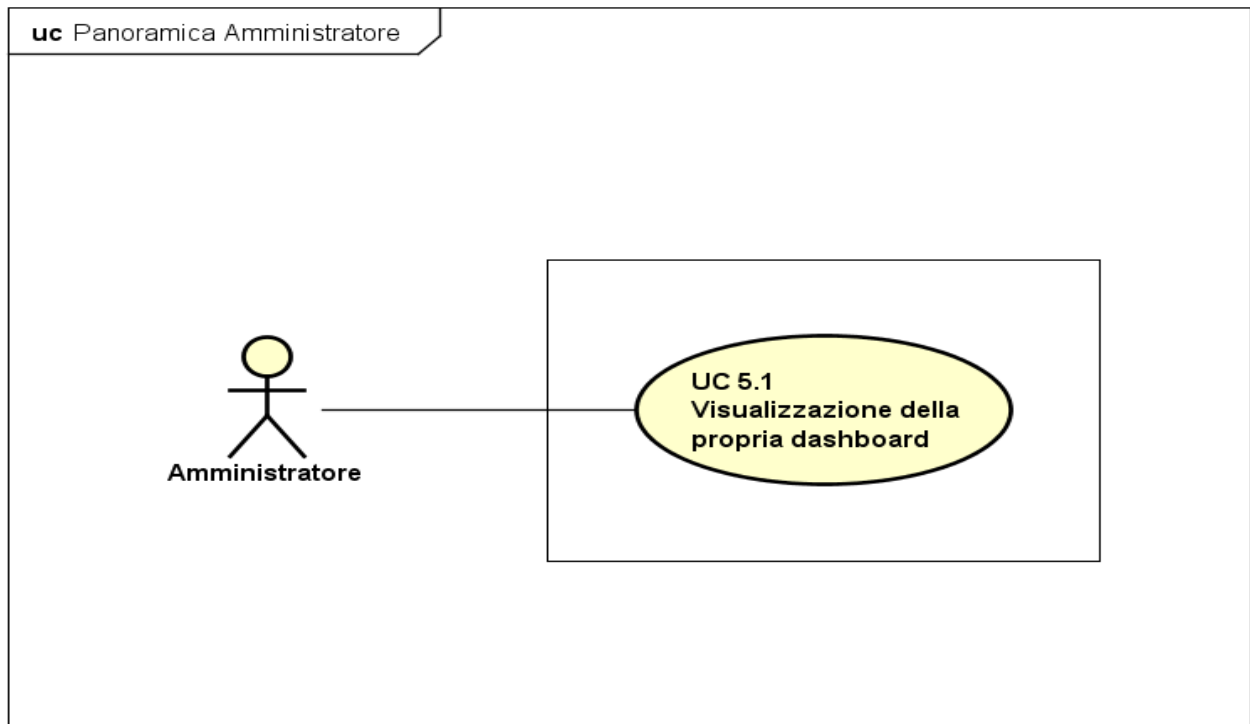 uc Panoramica Amministratore
UC 5.1
Visualizzazione della
propria dashboard
Amministratore